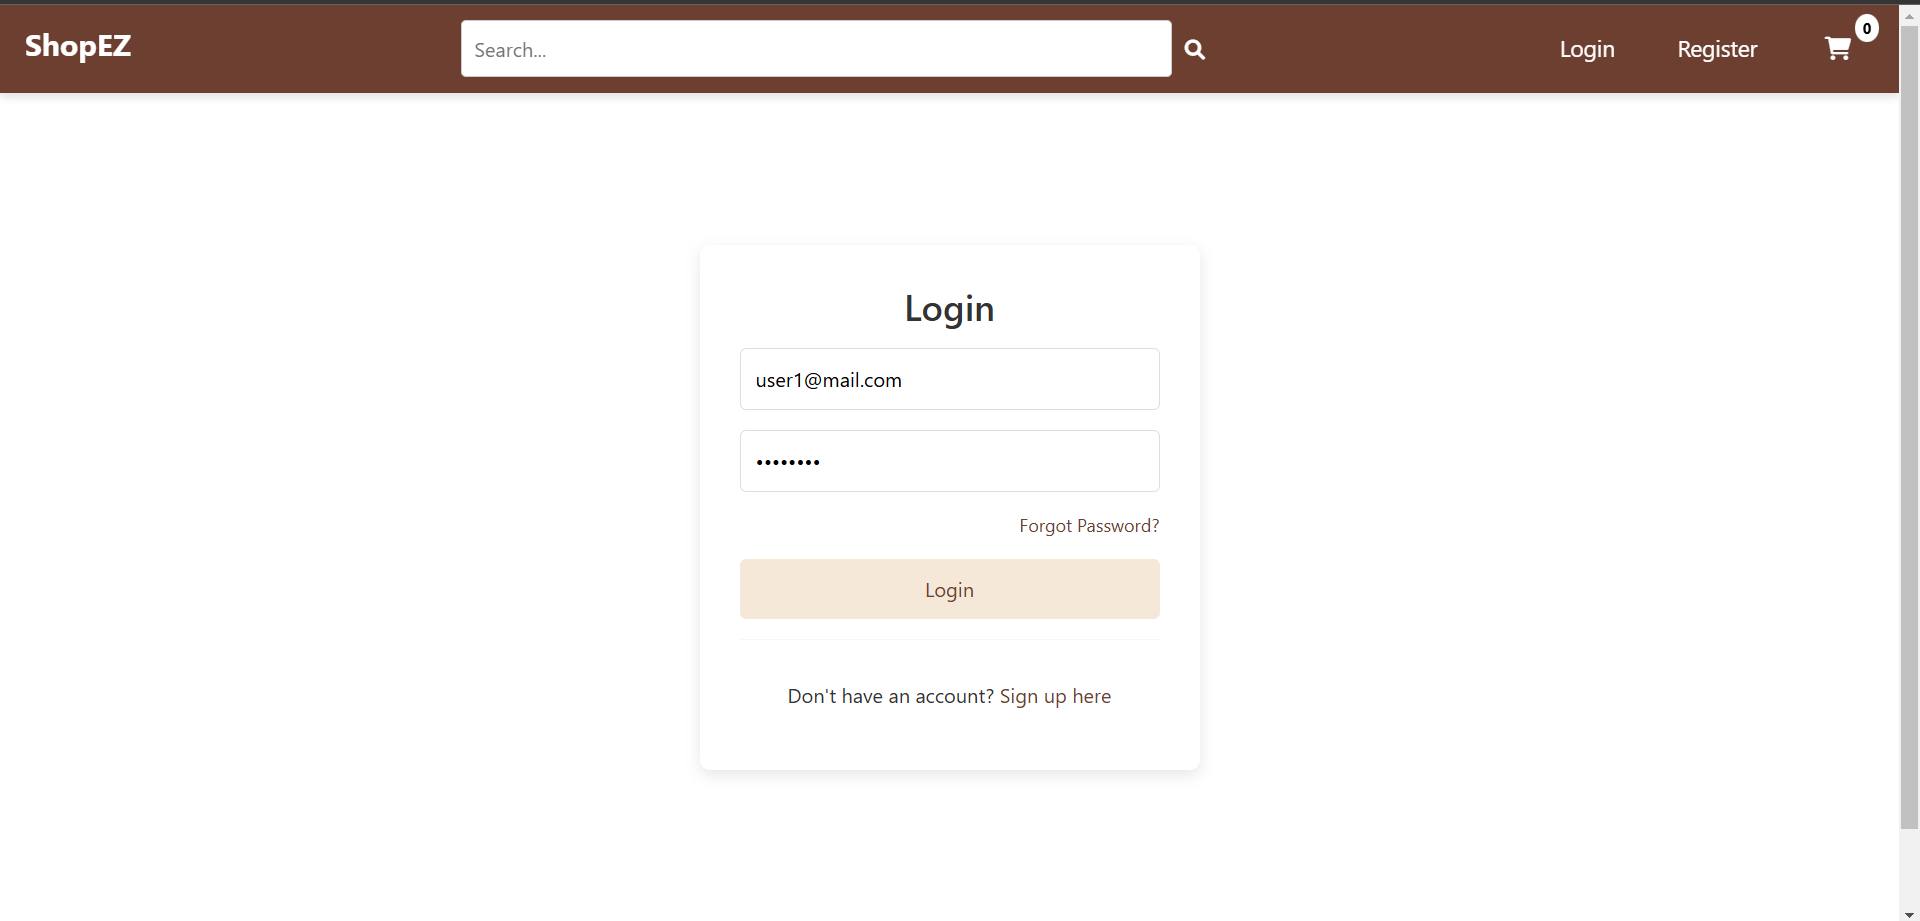 ShopEZ
Search...
Login
Register
0
Login
user1@mail.com
••••••••
Forgot Password?
Login
Don't have an account? Sign up here